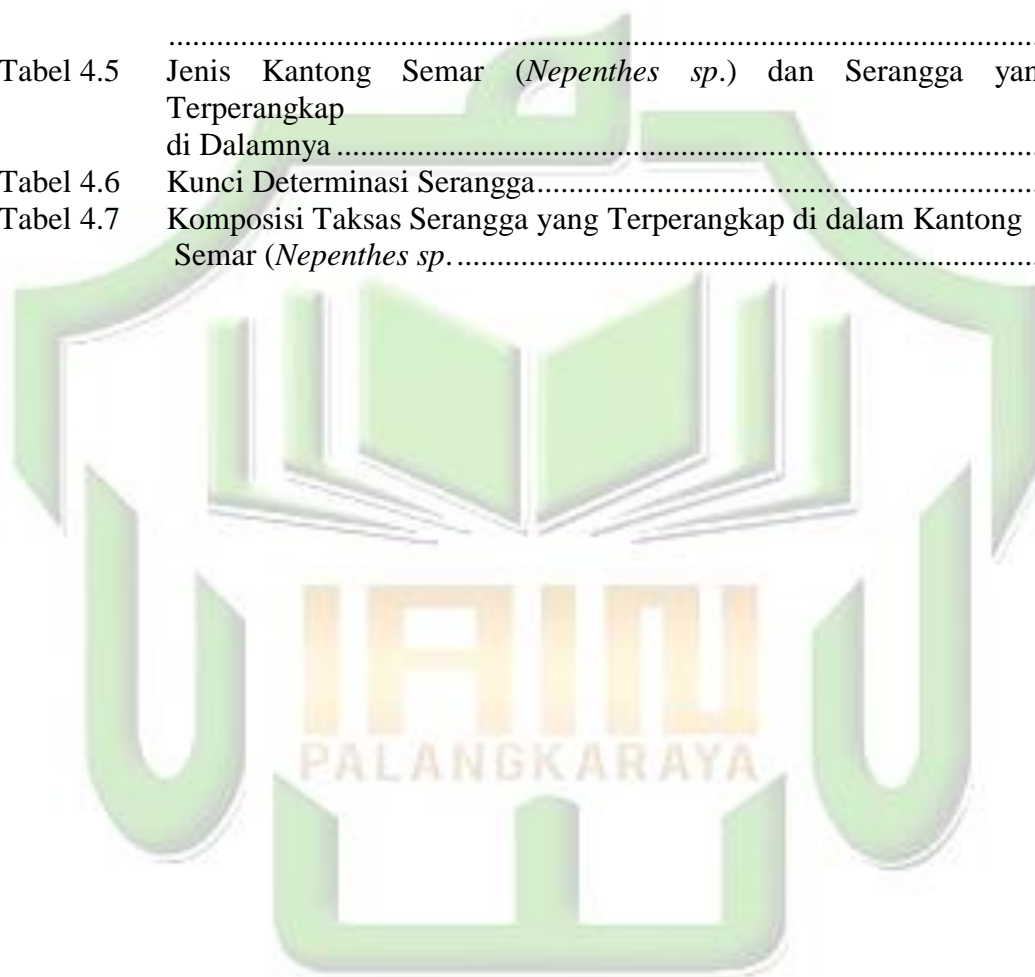 ................................................................................................
Tabel 4.5 Jenis Kantong Semar (Nepenthes sp.) dan Serangga yan
Terperangkap
di Dalamnya ................................................................................
Tabel 4.6 Kunci Determinasi Serangga................................................................
Tabel 4.7 Komposisi Taksas Serangga yang Terperangkap di dalam Kantong
Semar (Nepenthes sp. ................................................................
IAIN
PALANGKARAYA